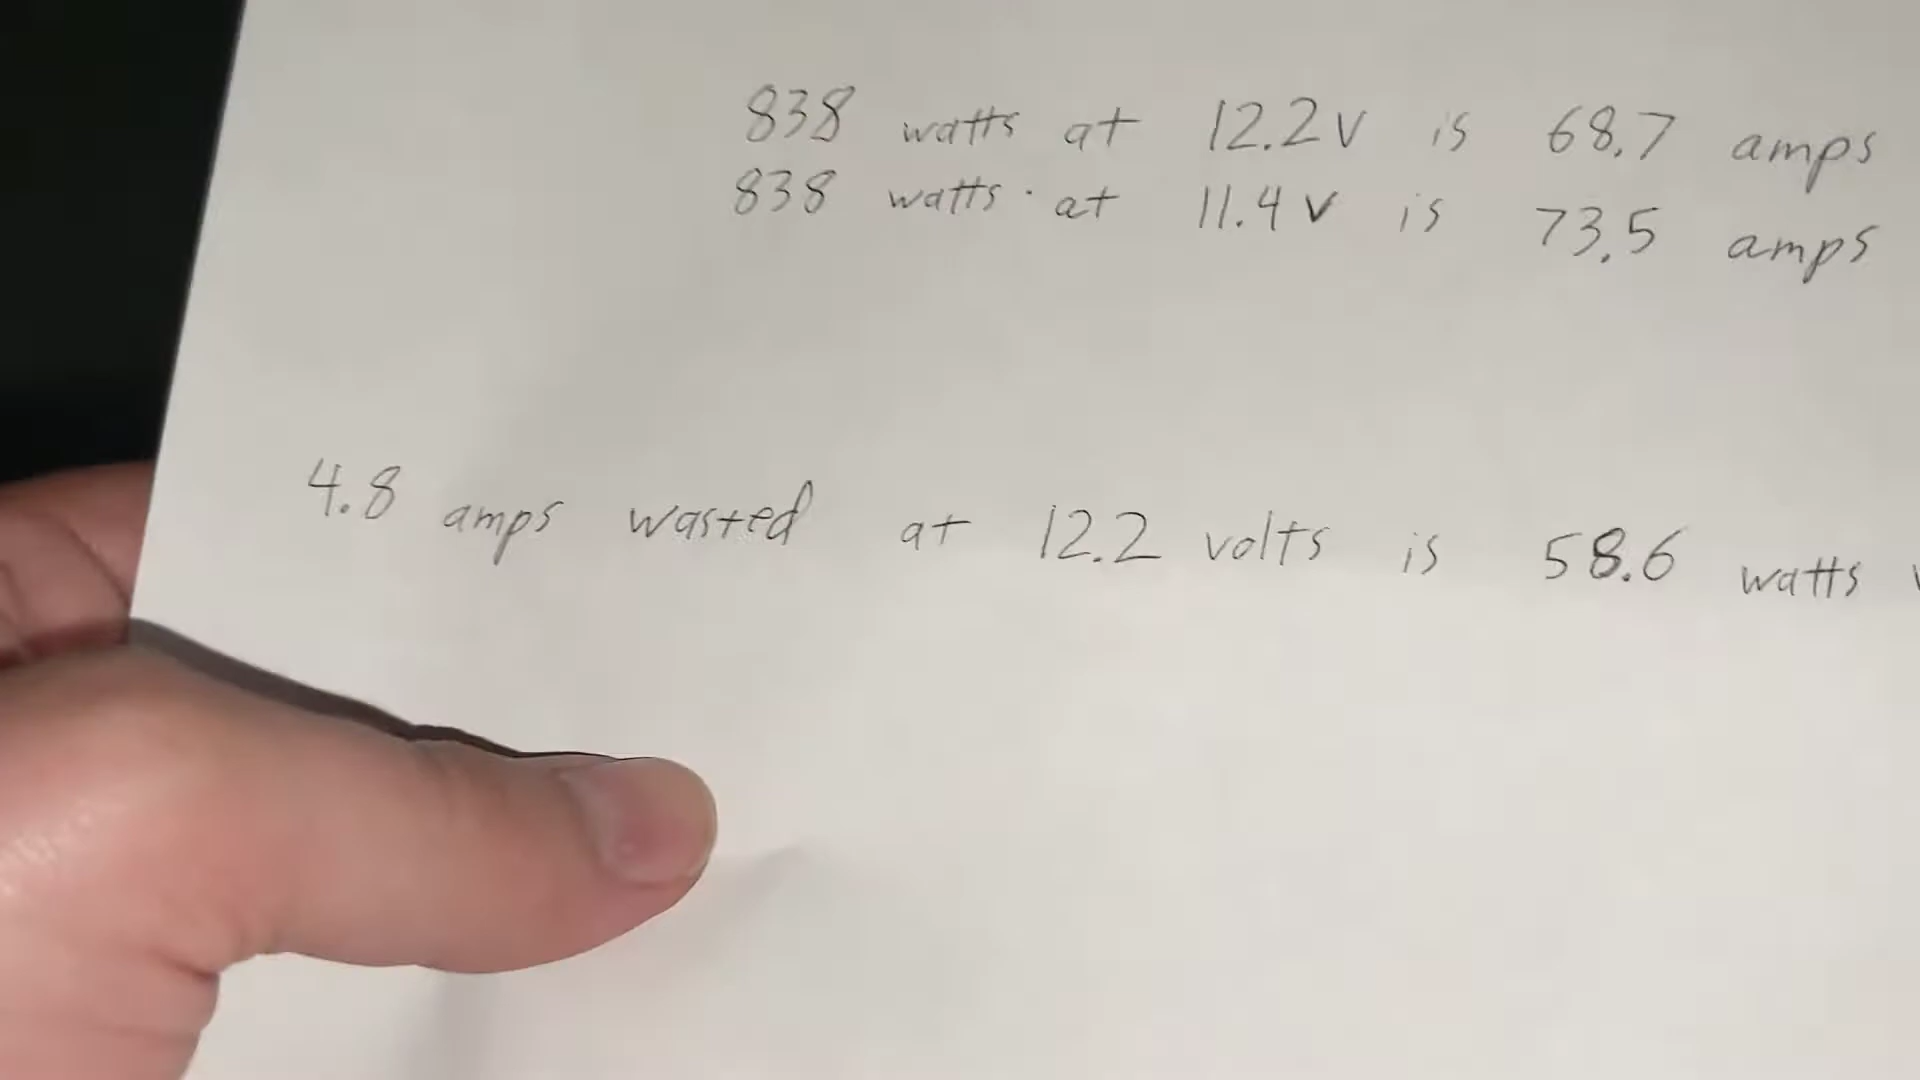 838 watts at 12.2v is 68.7 amps
838 watts at 11.4v is 73.5 amps
4.8 amps wasted at 12.2 volts is 58.6 watts